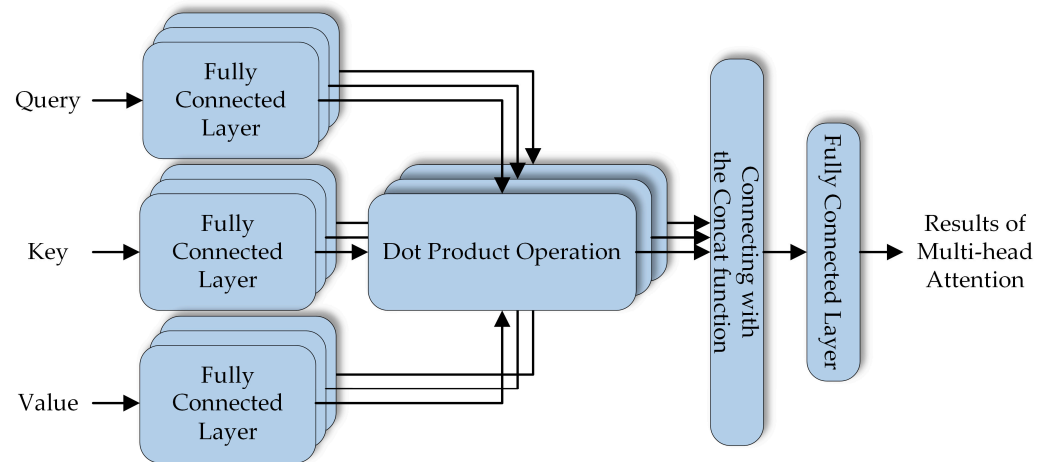 Query
Fully
Connected
Layer
Key
Fully
Connected
Layer
Value
Fully
Connected
Layer
Dot Product Operation
Connecting with
the Concat function
Fully Connected Layer
Results of
Multi-head
Attention